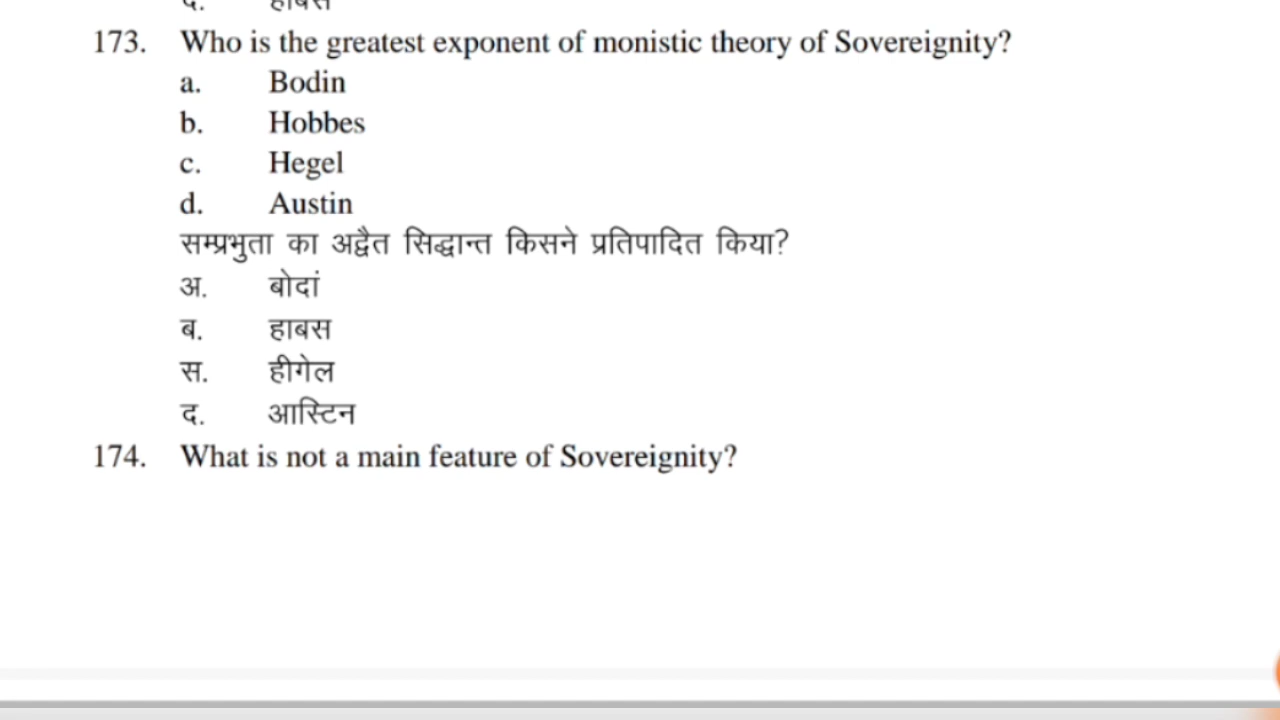 173. Who is the greatest exponent of monistic theory of Sovereignity?
a. Bodin
b. Hobbes
c. Hegel
d. Austin
सम्प्रभुता का अद्वैत सिद्धान्त किसने प्रतिपादित किया?
अ. बोदां
ब. हाबस
स. हीगेल
द. आस्टिन
174. What is not a main feature of Sovereignity?